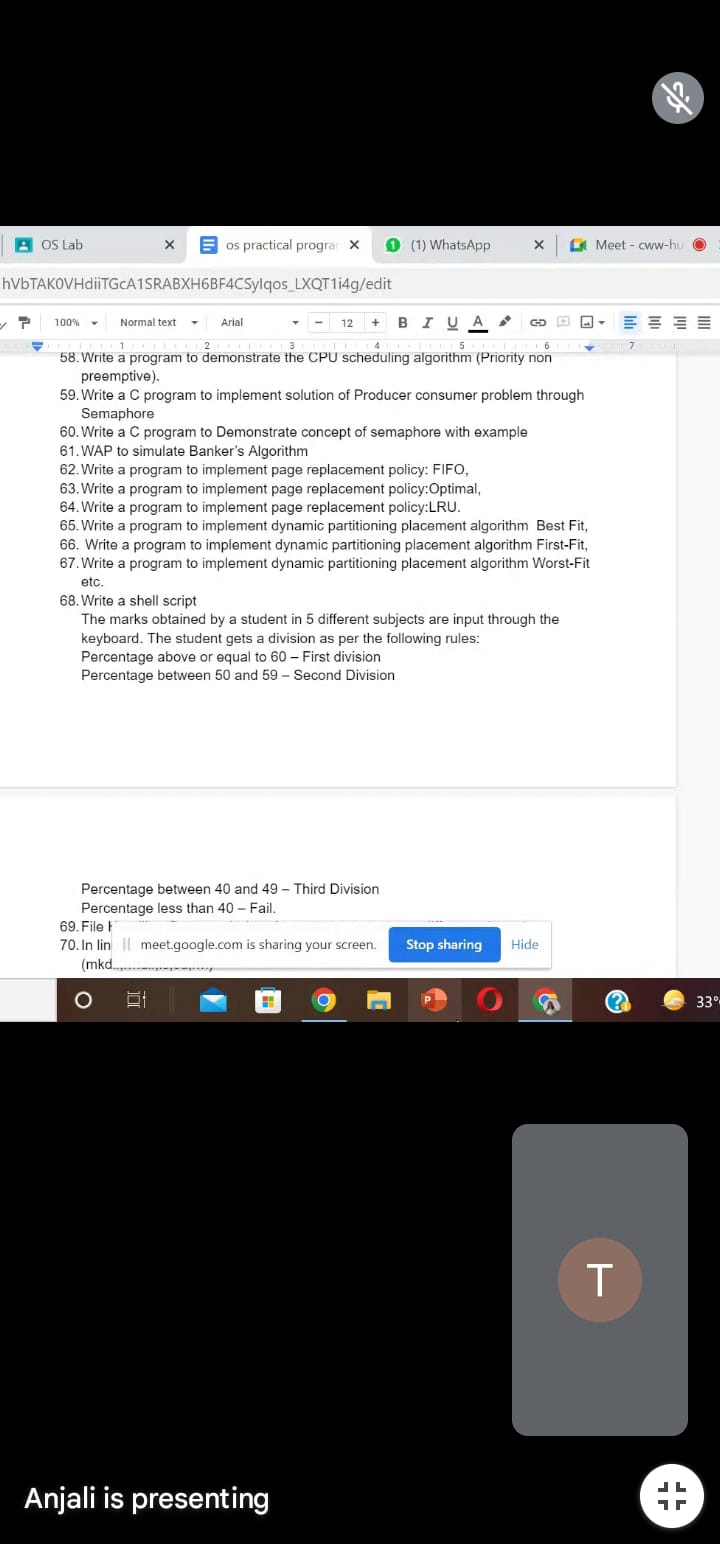 OS Lab
os practical progra
(1) WhatsApp
Meet - cww-hu
hVbTAK0VHdiiTGcA1SRABXH6BF4CSylqos_LXQT1i4g/edit
100% Normal text Arial - 12 + B I U A
1 2 3 4 5 6 7
58. Write a program to demonstrate the CPU scheduling algorithm (Priority non
preemptive).
59. Write a C program to implement solution of Producer consumer problem through
Semaphore
60. Write a C program to Demonstrate concept of semaphore with example
61. WAP to simulate Banker's Algorithm
62. Write a program to implement page replacement policy: FIFO,
63. Write a program to implement page replacement policy:Optimal,
64. Write a program to implement page replacement policy:LRU.
65. Write a program to implement dynamic partitioning placement algorithm Best Fit,
66. Write a program to implement dynamic partitioning placement algorithm First-Fit,
67. Write a program to implement dynamic partitioning placement algorithm Worst-Fit
etc.
68. Write a shell script
The marks obtained by a student in 5 different subjects are input through the
keyboard. The student gets a division as per the following rules:
Percentage above or equal to 60 – First division
Percentage between 50 and 59 – Second Division
Percentage between 40 and 49 – Third Division
Percentage less than 40 – Fail.
69. File
70. In lin
meet.google.com is sharing your screen. Stop sharing Hide
(mkd
33°
T
Anjali is presenting